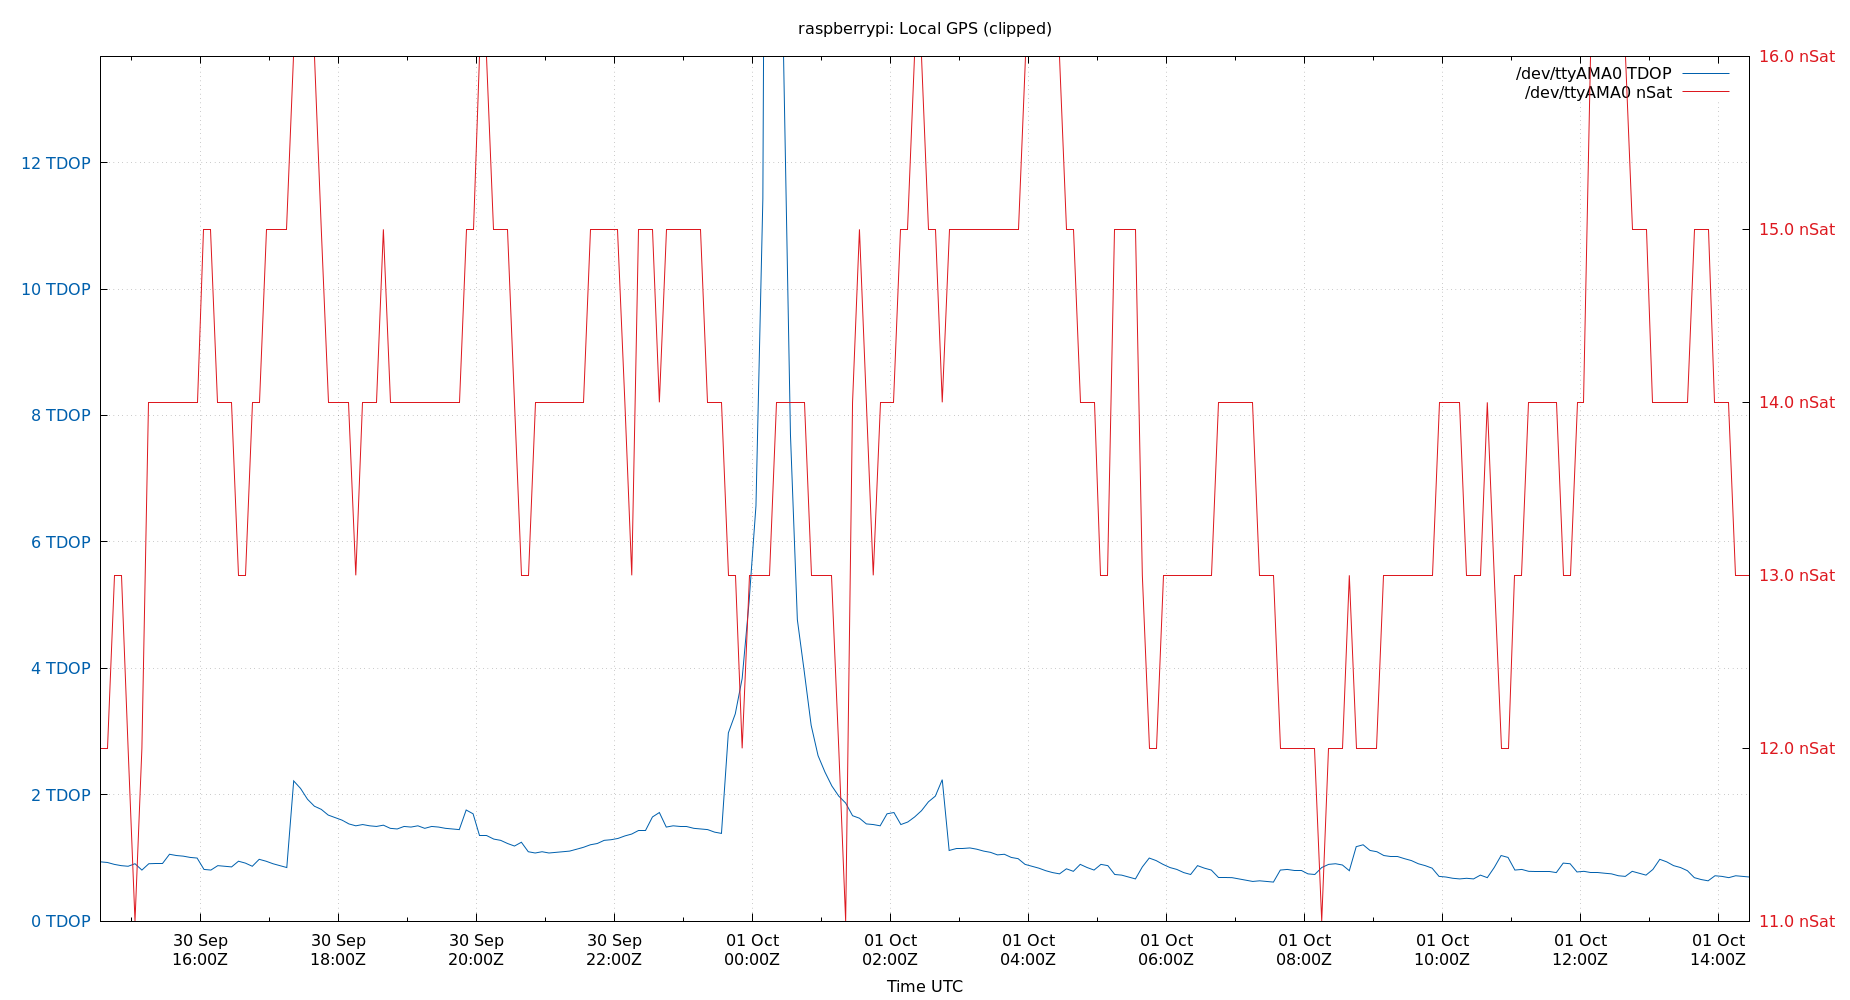 raspberrypi: Local GPS (clipped)
16.0 nSat
/dev/ttyAMA0 TDOP
/dev/ttyAMA0 nSat
12 TDOP
15.0 nSat
10 TDOP
8 TDOP
14.0 nSat
6 TDOP
13.0 nSat
4 TDOP
12.0 nSat
2 TDOP
0 TDOP
11.0 nSat
30 Sep 30 Sep 30 Sep 30 Sep 01 Oct 01 Oct 01 Oct 01 Oct 01 Oct 01 Oct 01 Oct 01 Oct
16:00Z 18:00Z 20:00Z 22:00Z 00:00Z 02:00Z 04:00Z 06:00Z 08:00Z 10:00Z 12:00Z 14:00Z
Time UTC